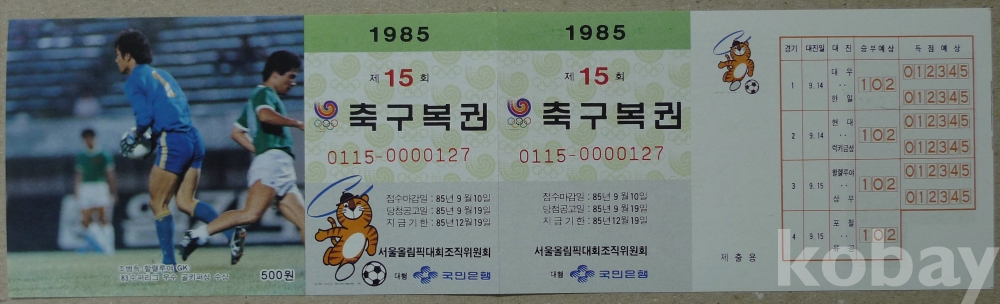 500원
1985
제 15 회
축구복권
0115-0000127
접수마감일 : 85년 9월10일
당첨공고일 : 85년 9월19일
지급기한 : 85년12월19일
서울올림픽대회조직위원회
대행 국민은행
1985
제 15 회
축구복권
0115-0000127
접수마감일 : 85년 9월10일
당첨공고일 : 85년 9월19일
지급기한 : 85년12월19일
서울올림픽대회조직위원회
대행 국민은행
제출용
경기 대진일 대진 승부예상 득점예상
1 9.14 대우 : 한일 102 012345 012345
2 9.14 현대 : 럭키금성 102 012345 012345
3 9.15 할렐루야 : 상무 102 012345 012345
4 9.15 포철 : 102
kobay